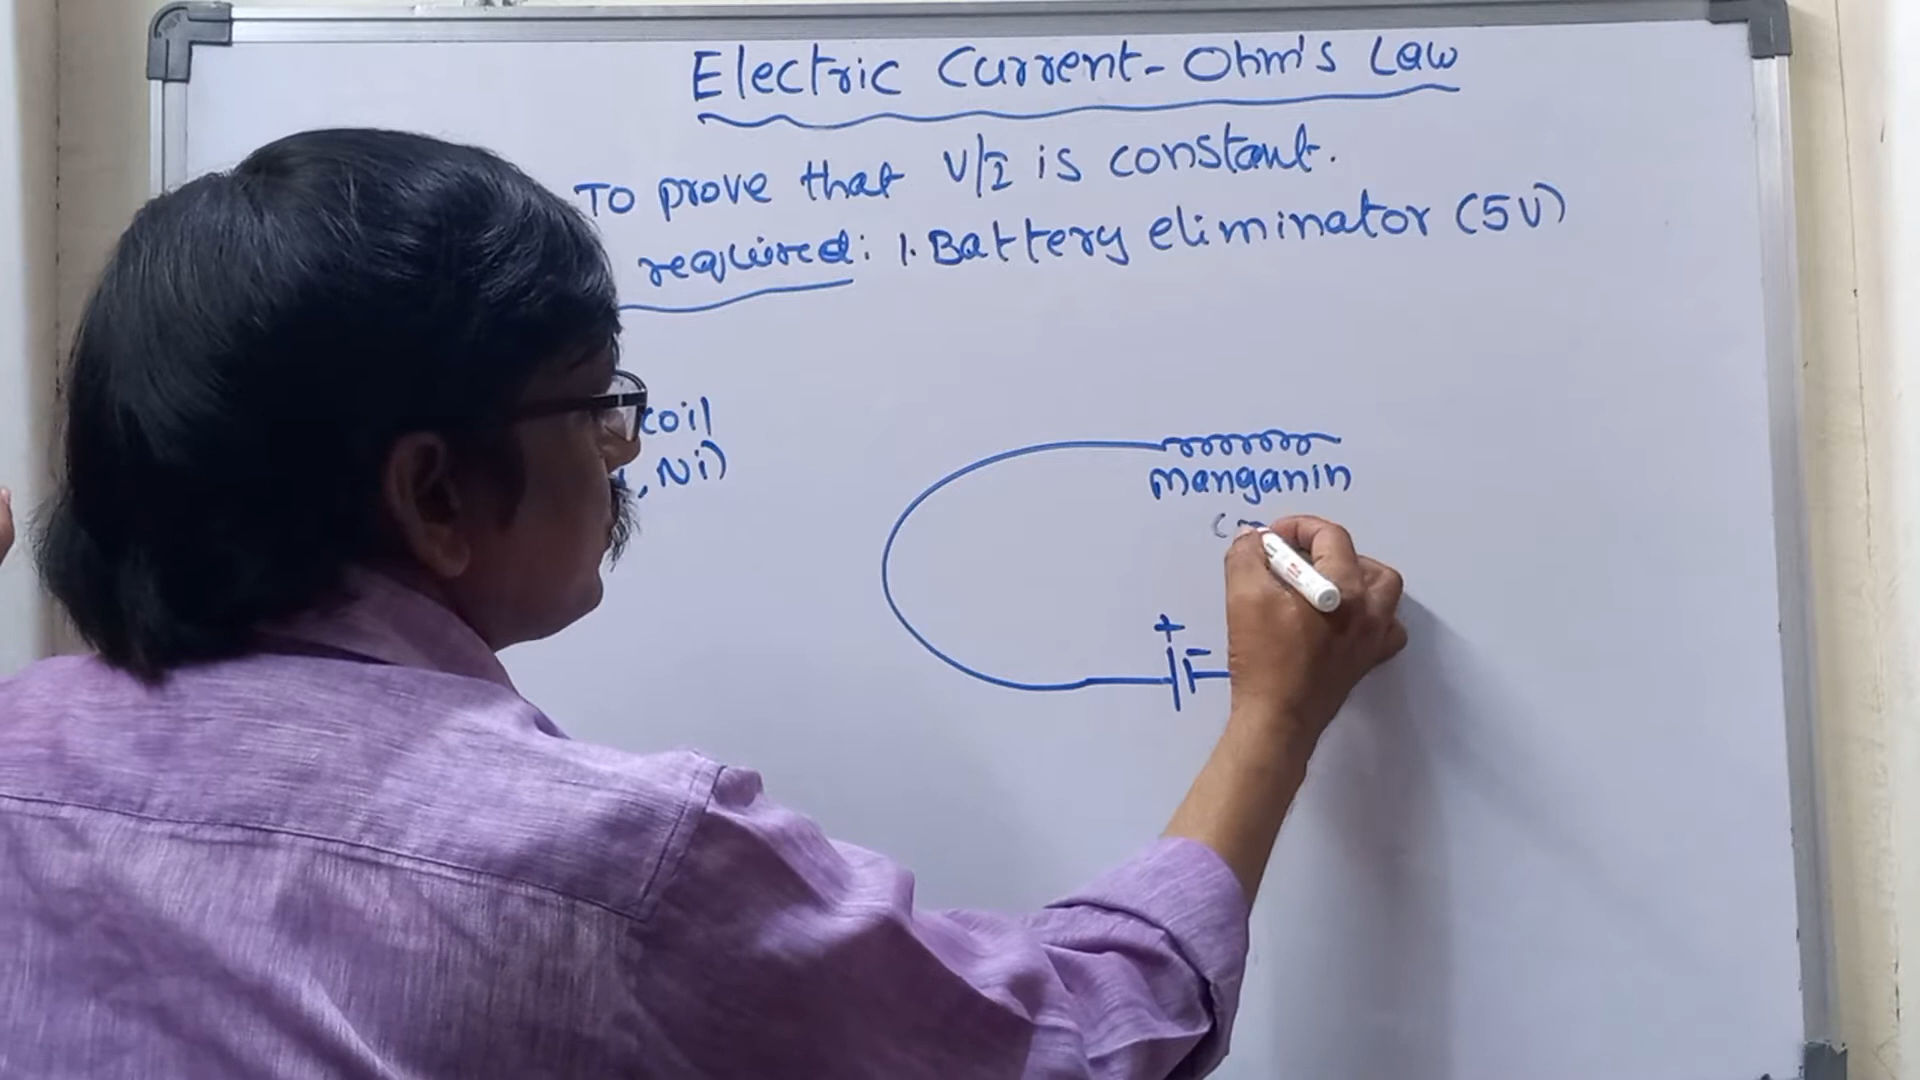 Electric Current - Ohm's Law
To prove that V/I is constant.
required: 1. Battery eliminator (5V)
coil
, Ni)
Manganin
+
-